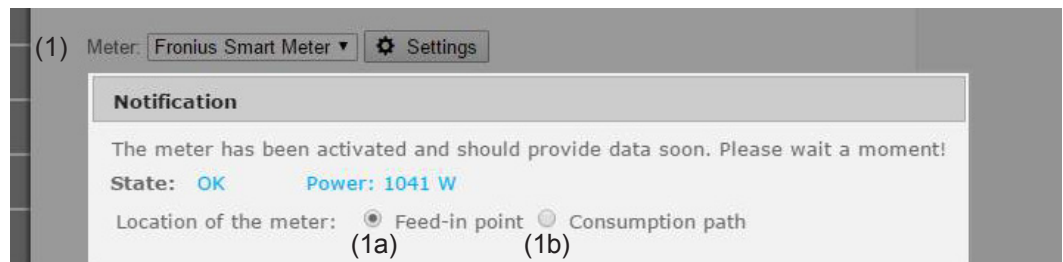 (1) Meter: Fronius Smart Meter Settings
Notification
The meter has been activated and should provide data soon. Please wait a moment!
State: OK Power: 1041 W
Location of the meter: Feed-in point Consumption path
(1a) (1b)